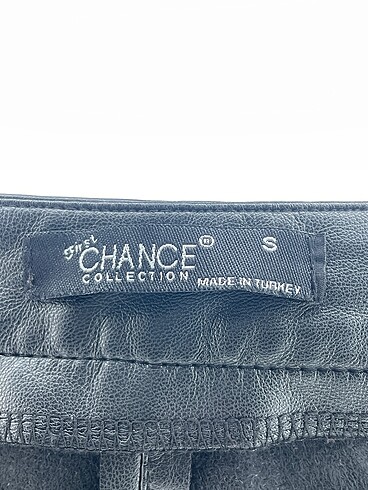 First
CHANCE ® S
COLLECTION MADE IN TURKEY